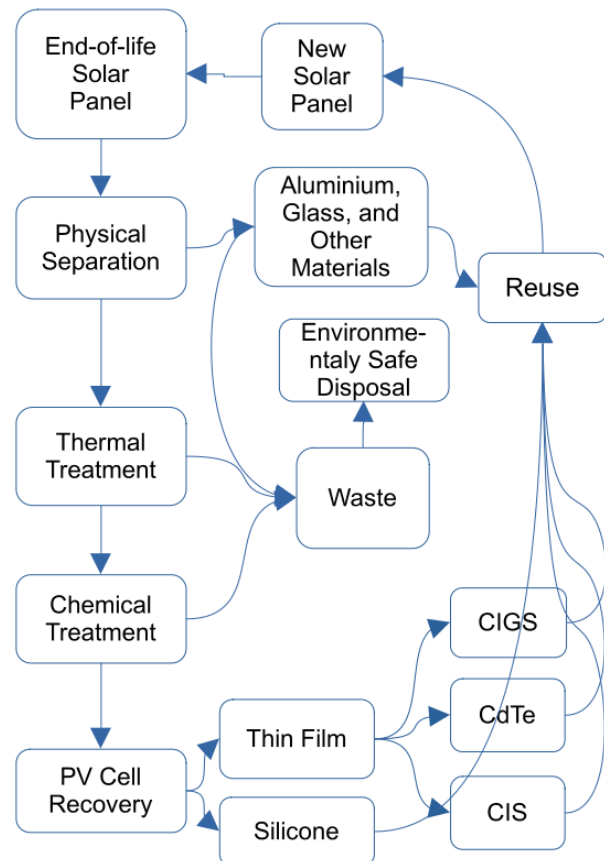 End-of-life
Solar
Panel
New
Solar
Panel
Physical
Separation
Aluminium,
Glass, and
Other
Materials
Reuse
Environme-
ntaly Safe
Disposal
Thermal
Treatment
Waste
Chemical
Treatment
CIGS
Thin Film
CdTe
PV Cell
Recovery
Silicone
CIS